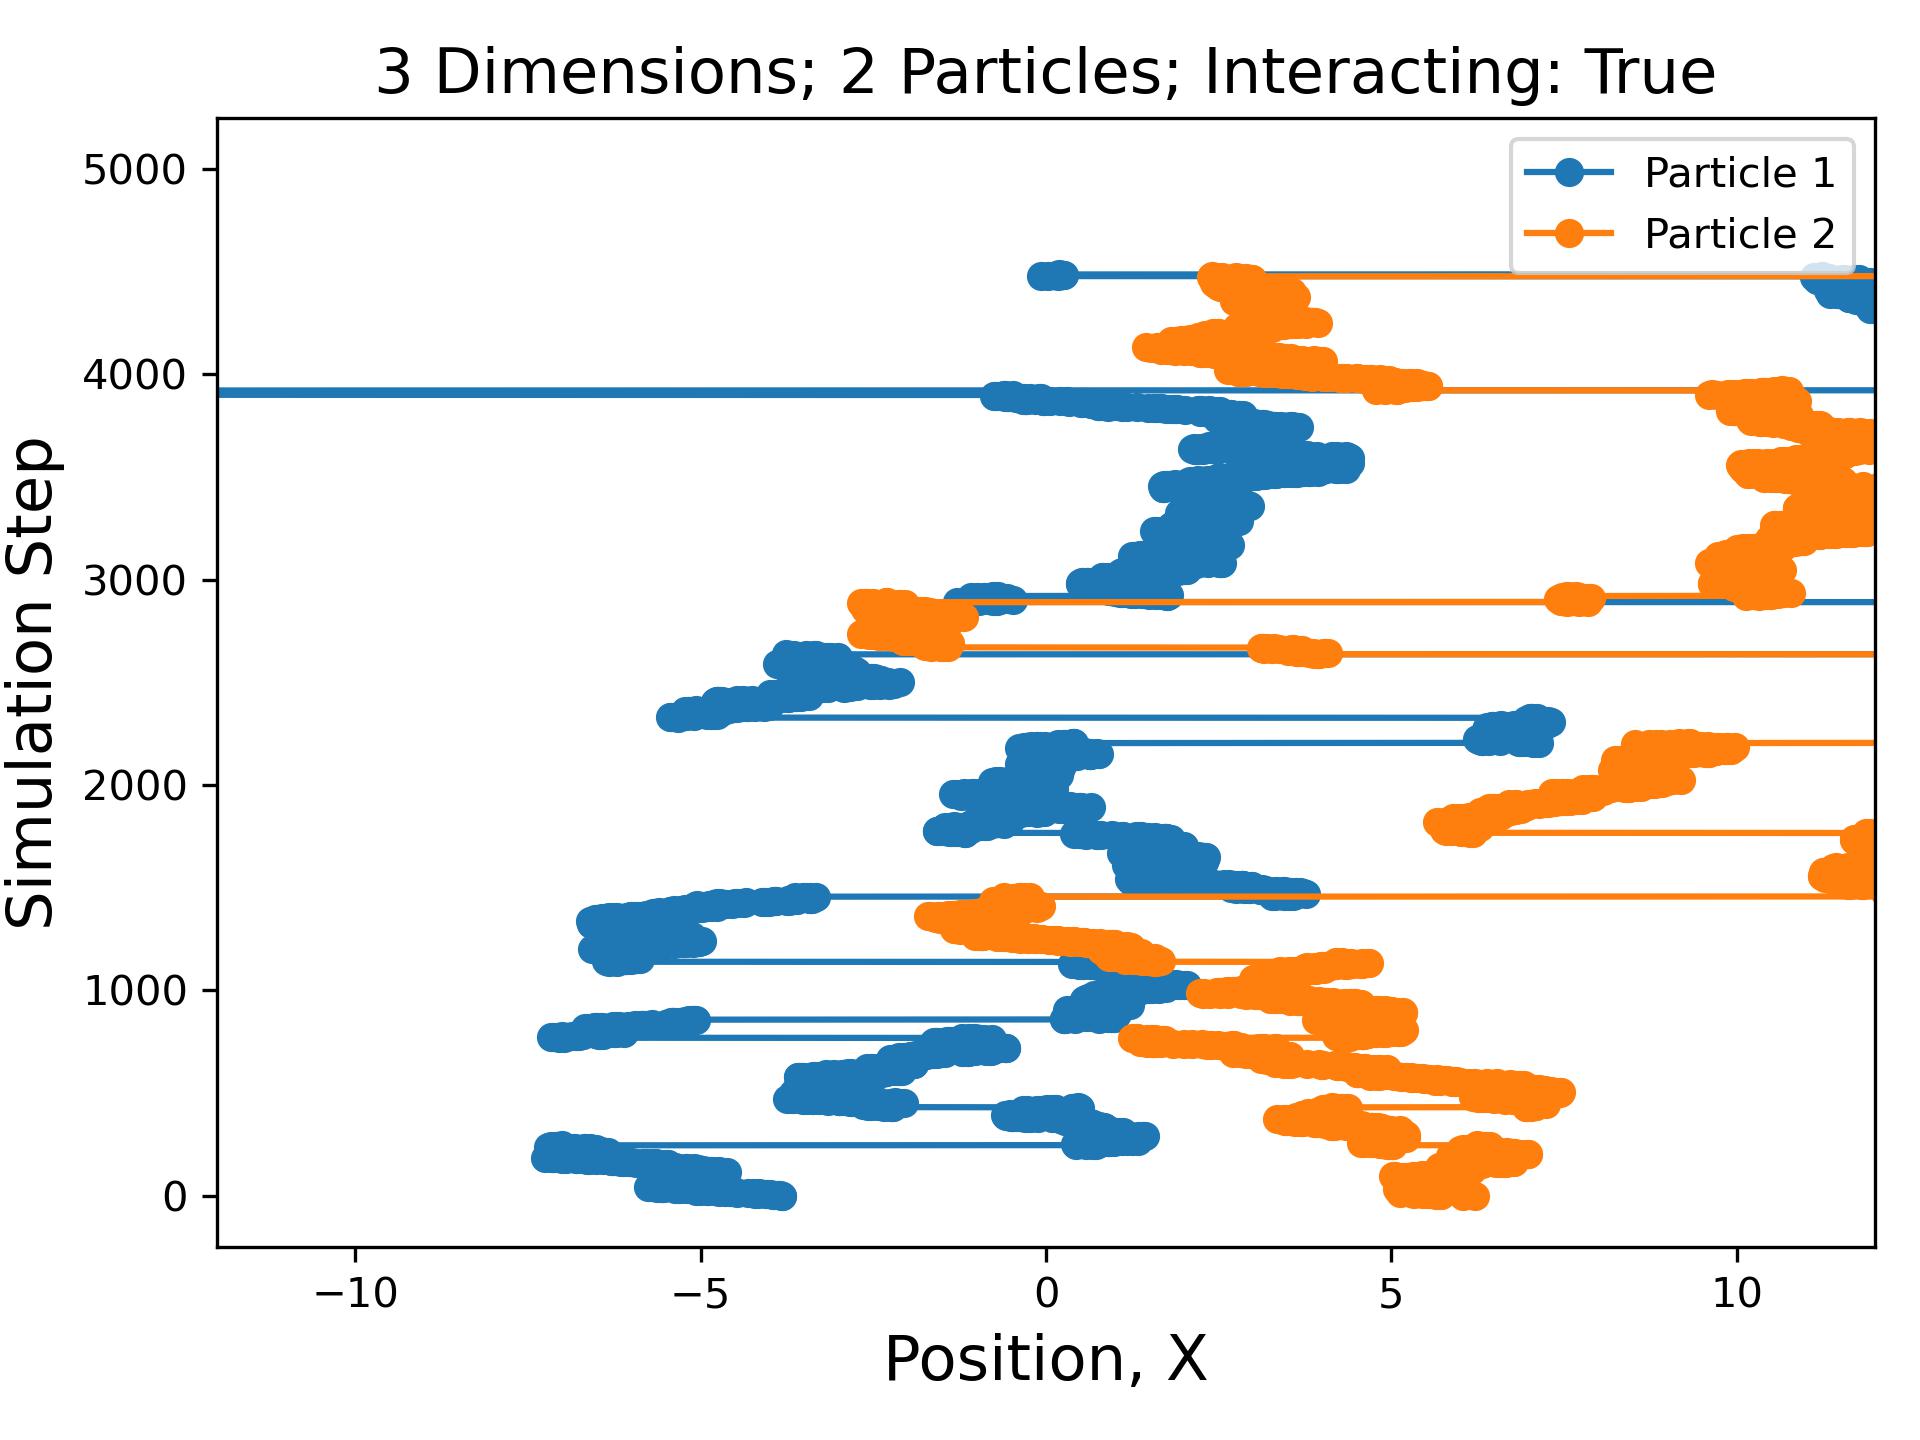 3 Dimensions; 2 Particles; Interacting: True
Particle 1
Particle 2
5000
4000
3000
2000
1000
0
Simulation Step
−10
−5
0
5
10
Position, X